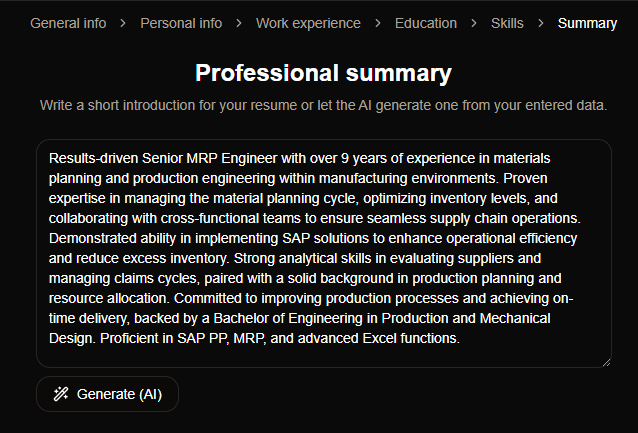 General info > Personal info > Work experience > Education > Skills > Summary
Professional summary
Write a short introduction for your resume or let the AI generate one from your entered data.
Results-driven Senior MRP Engineer with over 9 years of experience in materials
planning and production engineering within manufacturing environments. Proven
expertise in managing the material planning cycle, optimizing inventory levels, and
collaborating with cross-functional teams to ensure seamless supply chain operations.
Demonstrated ability in implementing SAP solutions to enhance operational efficiency
and reduce excess inventory. Strong analytical skills in evaluating suppliers and
managing claims cycles, paired with a solid background in production planning and
resource allocation. Committed to improving production processes and achieving on-
time delivery, backed by a Bachelor of Engineering in Production and Mechanical
Design. Proficient in SAP PP, MRP, and advanced Excel functions.
Generate (AI)